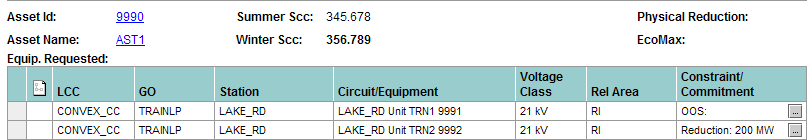 Asset Id: 9990 Summer Scc: 345.678 Physical Reduction:
Asset Name: AST1 Winter Scc: 356.789 EcoMax:
Equip. Requested:
LCC GO Station Circuit/Equipment Voltage Class Rel Area Constraint/ Commitment
CONVEX_CC TRAINLP LAKE_RD LAKE_RD Unit TRN1 9991 21 kV RI OOS: ...
CONVEX_CC TRAINLP LAKE_RD LAKE_RD Unit TRN2 9992 21 kV RI Reduction: 200 MW ...